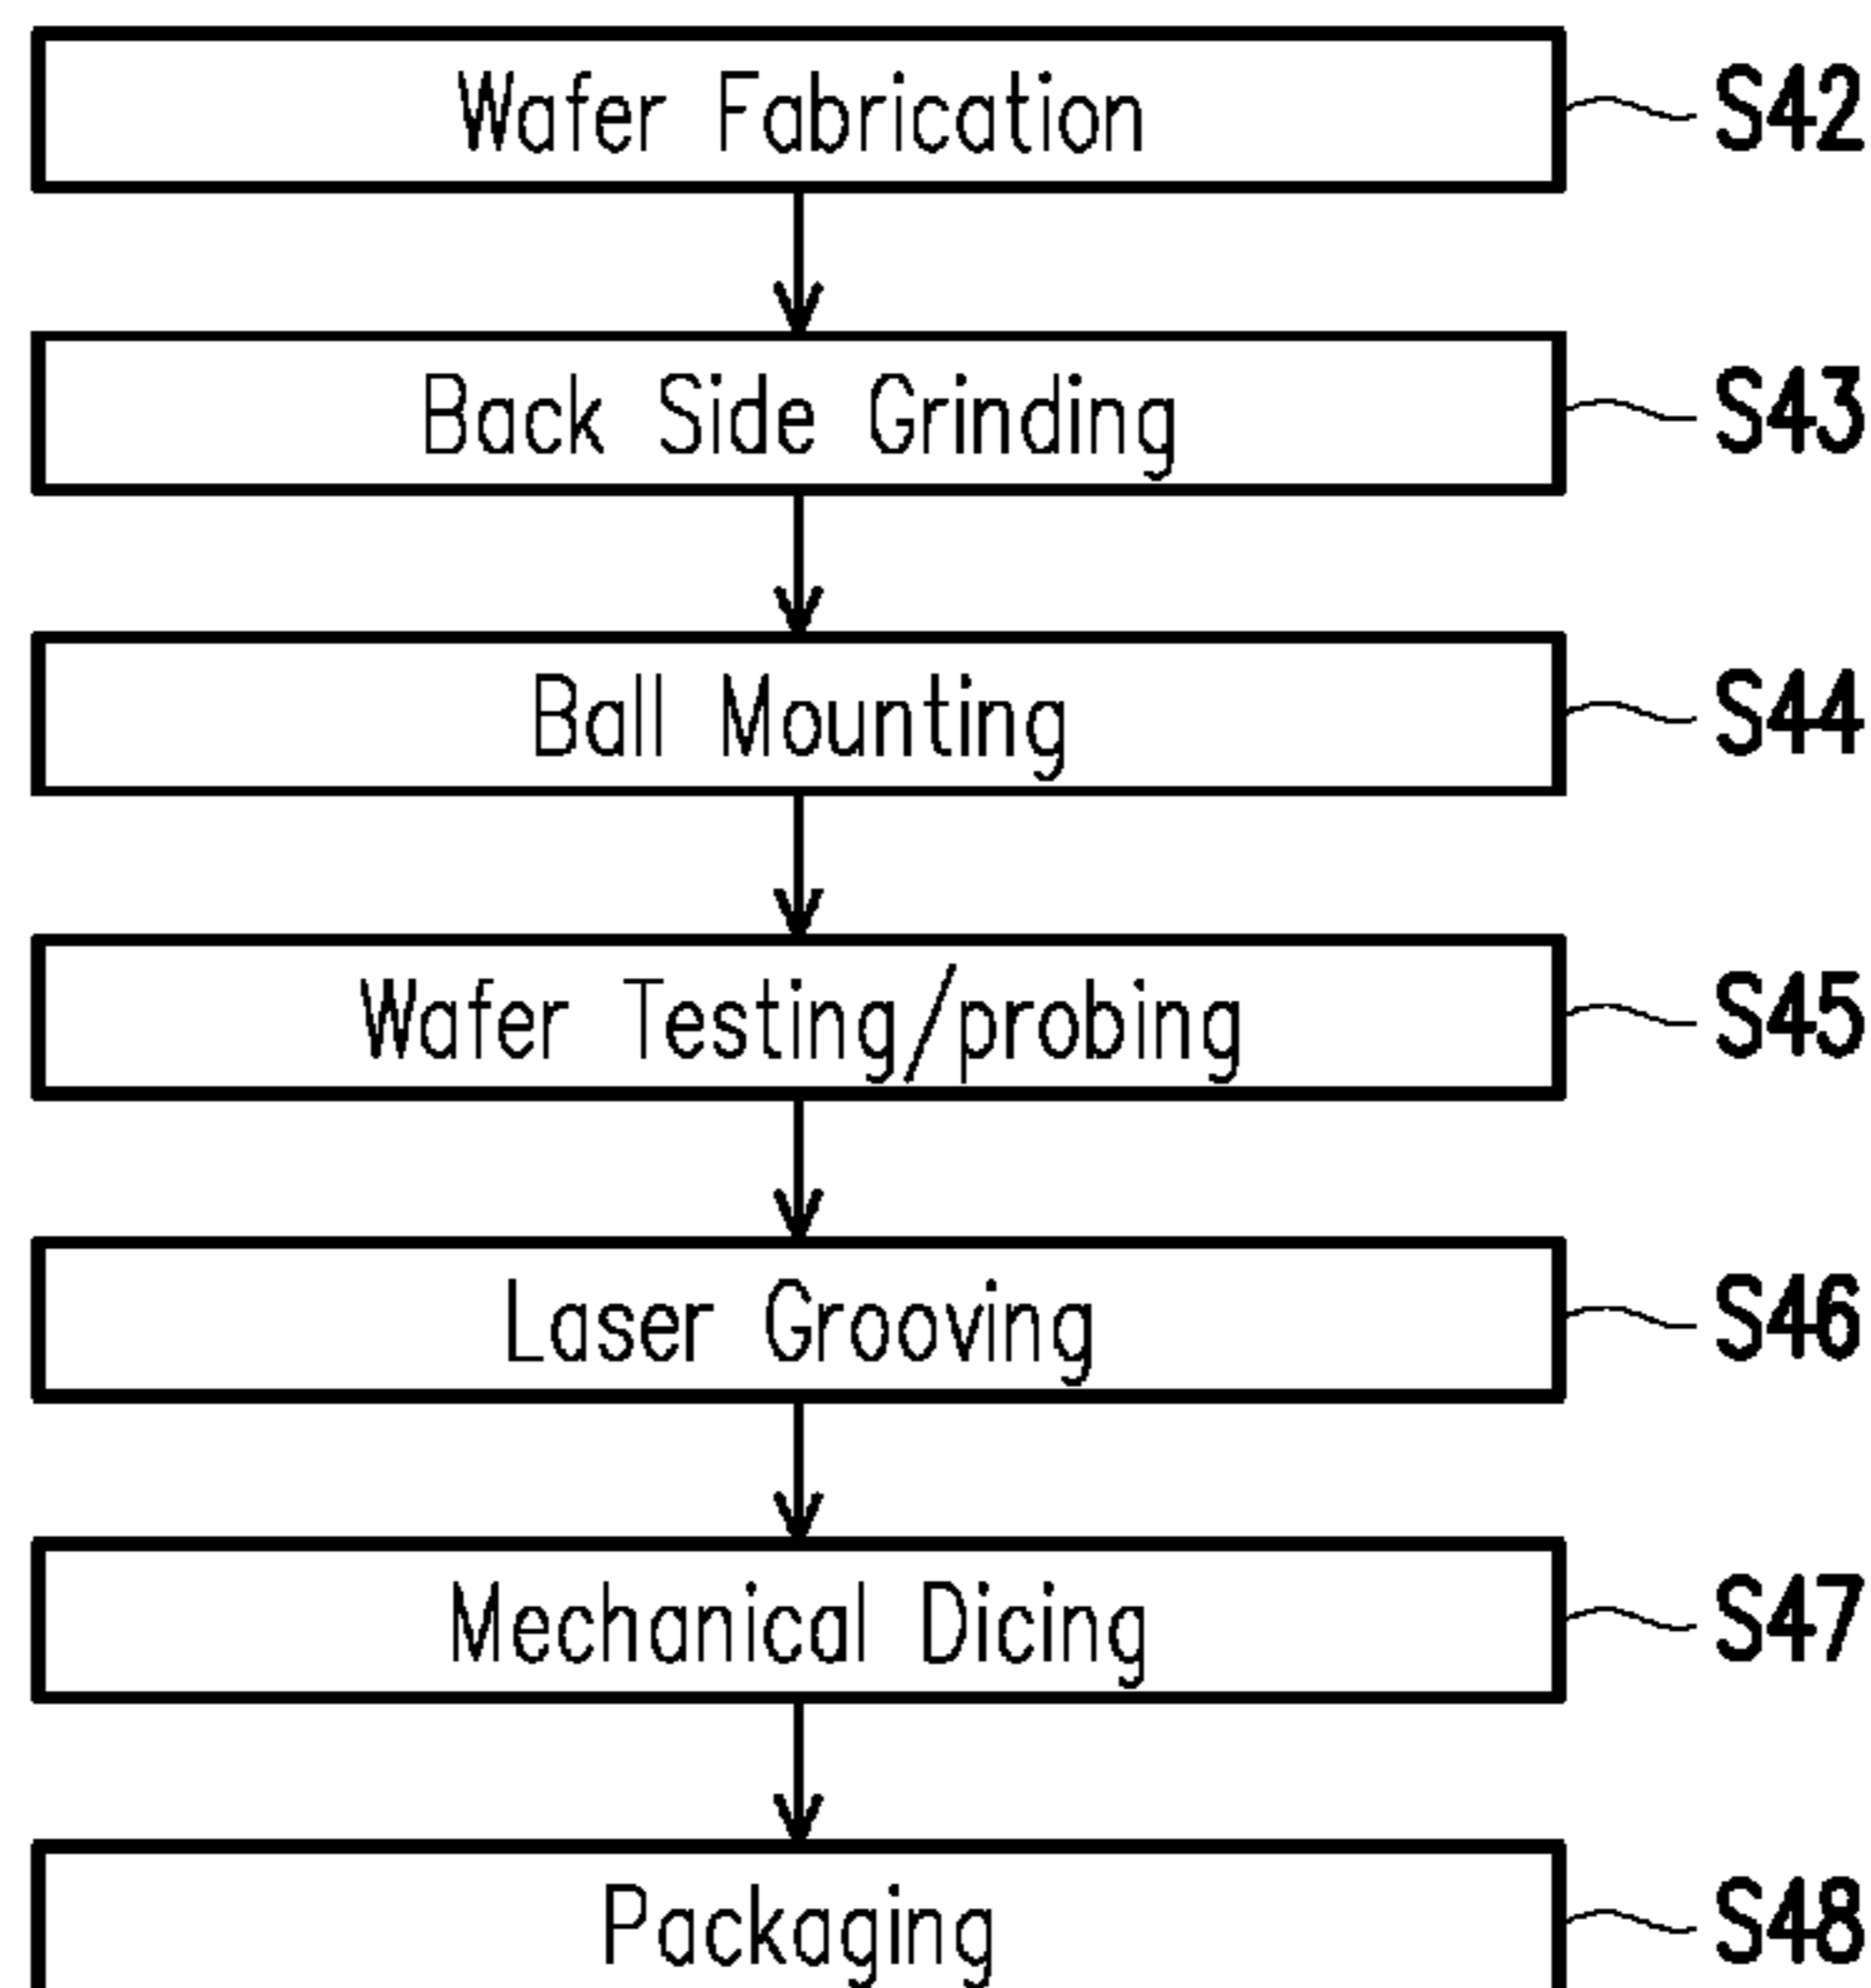 Wafer Fabrication S42
Back Side Grinding S43
Ball Mounting S44
Wafer Testing/probing S45
Laser Grooving S46
Mechanical Dicing S47
Packaging S48